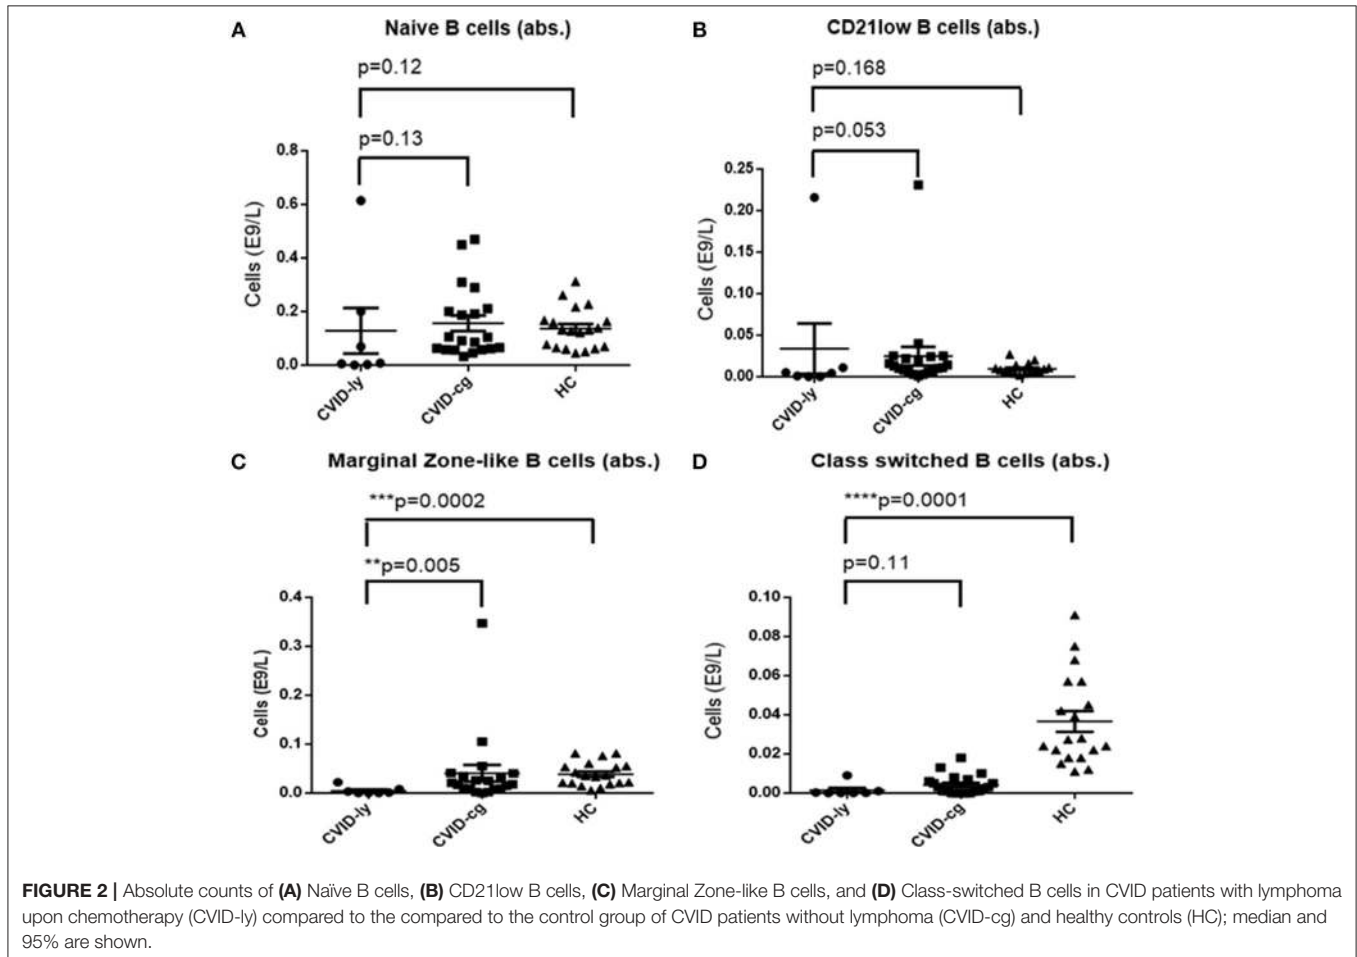 A
Naive B cells (abs.)
p=0.12
p=0.13
Cells (E9/L)
0.8
0.6
0.4
0.2
0.0
CVID-ly
CVID-cg
HC
B
CD21low B cells (abs.)
p=0.168
p=0.053
Cells (E9/L)
0.25
0.20
0.15
0.10
0.05
0.00
CVID-ly
CVID-cg
HC
C
Marginal Zone-like B cells (abs.)
***p=0.0002
**p=0.005
Cells (E9/L)
0.4
0.3
0.2
0.1
0.0
CVID-ly
CVID-cg
HC
D
Class switched B cells (abs.)
****p=0.0001
p=0.11
Cells (E9/L)
0.10
0.08
0.06
0.04
0.02
0.00
CVID-ly
CVID-cg
HC
FIGURE 2 | Absolute counts of (A) Naïve B cells, (B) CD21low B cells, (C) Marginal Zone-like B cells, and (D) Class-switched B cells in CVID patients with lymphoma
upon chemotherapy (CVID-ly) compared to the compared to the control group of CVID patients without lymphoma (CVID-cg) and healthy controls (HC); median and
95% are shown.